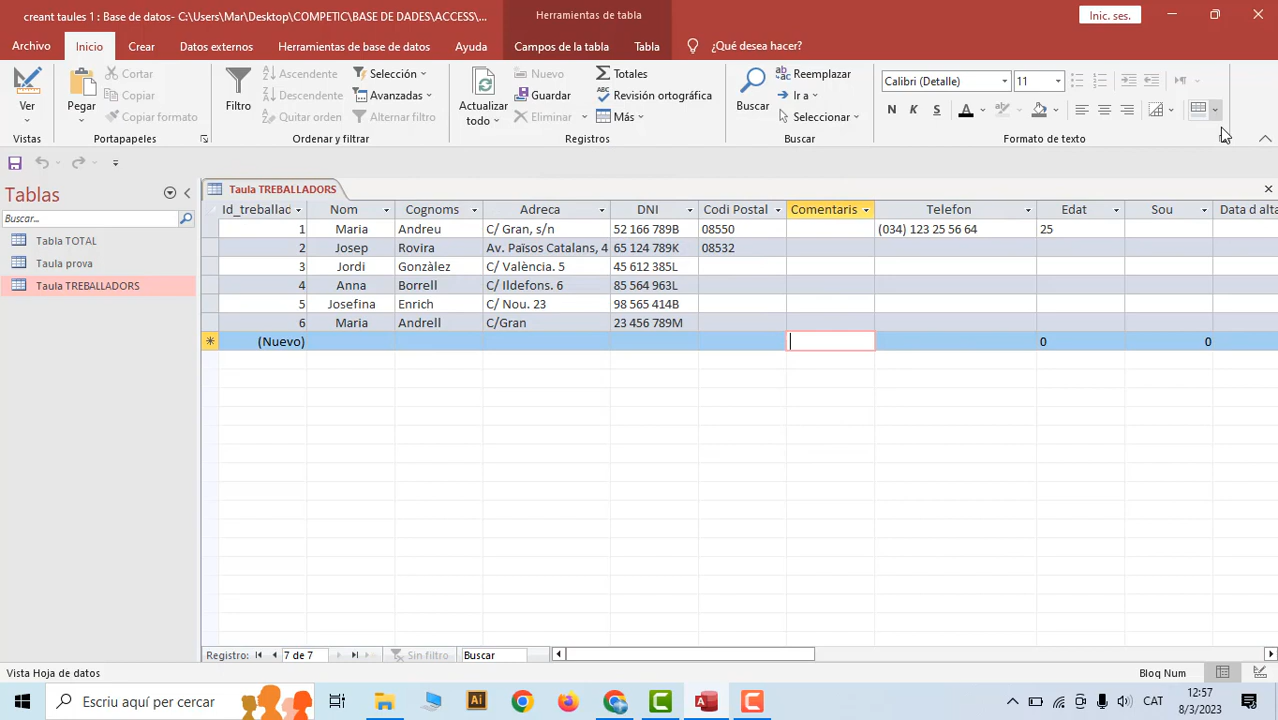 creant taules 1 : Base de datos- C:\Users\Mar\Desktop\COMPETIC\BASE DE DADES\ACCESS\...
Herramientas de tabla
Inic. ses.
Archivo Inicio Crear Datos externos Herramientas de base de datos Ayuda Campos de la tabla Tabla ¿Qué desea hacer?
Ver
Vistas
Pegar
Cortar
Copiar
Copiar formato
Portapapeles
Filtro
Ascendente
Descendente
Quitar orden
Selección
Avanzadas
Alternar filtro
Ordenar y filtrar
Actualizar todo
Nuevo
Guardar
Eliminar
Totales
Revisión ortográfica
Más
Registros
Buscar
Reemplazar
Ir a
Seleccionar
Buscar
Calibri (Detalle) 11
N K S A
Formato de texto
Tablas
Buscar...
Tabla TOTAL
Taula prova
Taula TREBALLADORS
Taula TREBALLADORS
Id_treballad Nom Cognoms Adreca DNI Codi Postal Comentaris Telefon Edat Sou Data d alta
1 Maria Andreu C/ Gran, s/n 52 166 789B 08550 (034) 123 25 56 64 25
2 Josep Rovira Av. Països Catalans, 4 65 124 789K 08532
3 Jordi Gonzàlez C/ València. 5 45 612 385L
4 Anna Borrell C/ Ildefons. 6 85 564 963L
5 Josefina Enrich C/ Nou. 23 98 565 414B
6 Maria Andrell C/Gran 23 456 789M
(Nuevo) 0 0
Registro: 7 de 7 Sin filtro Buscar
Vista Hoja de datos
Bloq Num
Escriu aquí per cercar
Ai
CAT
12:57
8/3/2023